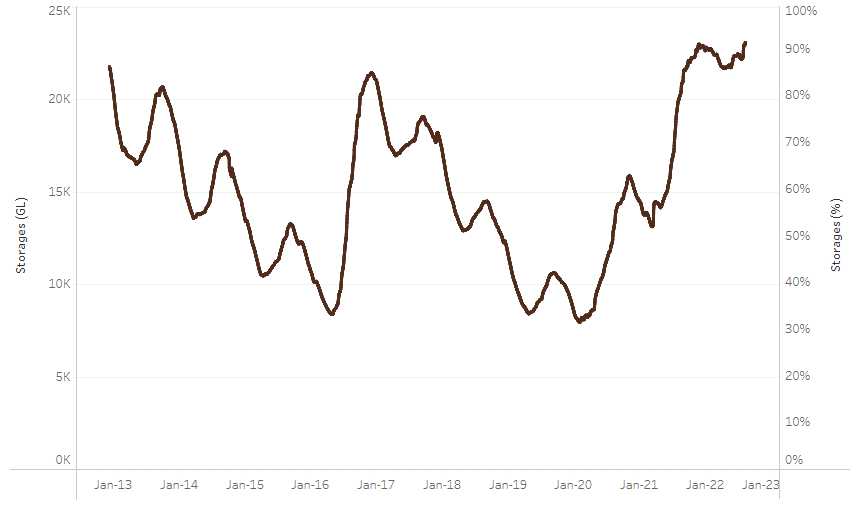 25K
20K
15K
10K
5K
0K
Storages (GL)
100%
90%
80%
70%
60%
50%
40%
30%
20%
10%
0%
Storages (%)
Jan-13 Jan-14 Jan-15 Jan-16 Jan-17 Jan-18 Jan-19 Jan-20 Jan-21 Jan-22 Jan-23